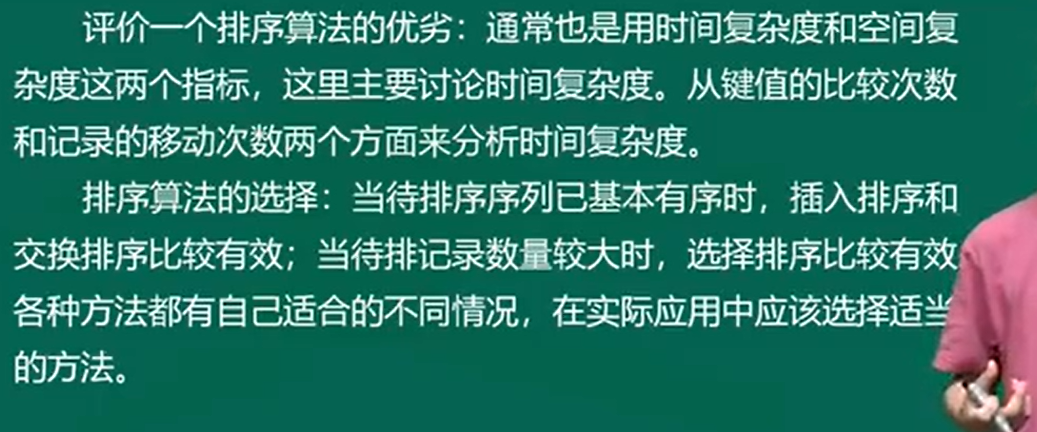 评价一个排序算法的优劣：通常也是用时间复杂度和空间复
杂度这两个指标，这里主要讨论时间复杂度。从键值的比较次数
和记录的移动次数两个方面来分析时间复杂度。
排序算法的选择：当待排序序列已基本有序时，插入排序和
交换排序比较有效；当待排记录数量较大时，选择排序比较有效
各种方法都有自己适合的不同情况，在实际应用中应该选择适当
的方法。